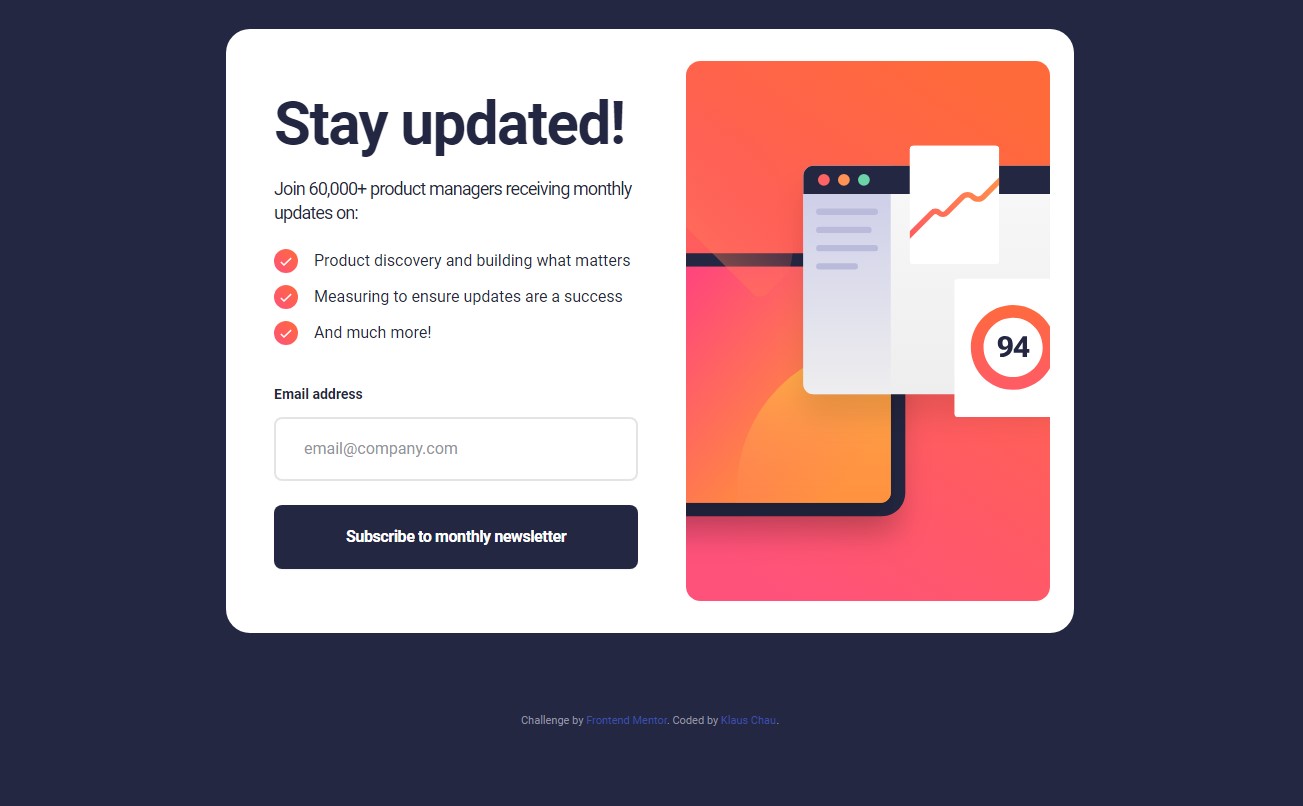 Stay updated!
Join 60,000+ product managers receiving monthly
updates on:
Product discovery and building what matters
Measuring to ensure updates are a success
And much more!
Email address
email@company.com
Subscribe to monthly newsletter
94
Challenge by Frontend Mentor. Coded by Klaus Chau.